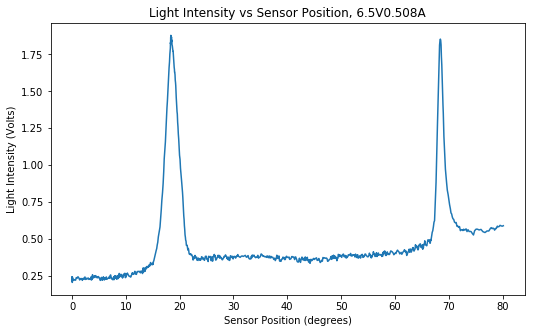 Light Intensity vs Sensor Position, 6.5V0.508A
Light Intensity (Volts)
1.75
1.50
1.25
1.00
0.75
0.50
0.25
0 10 20 30 40 50 60 70 80
Sensor Position (degrees)